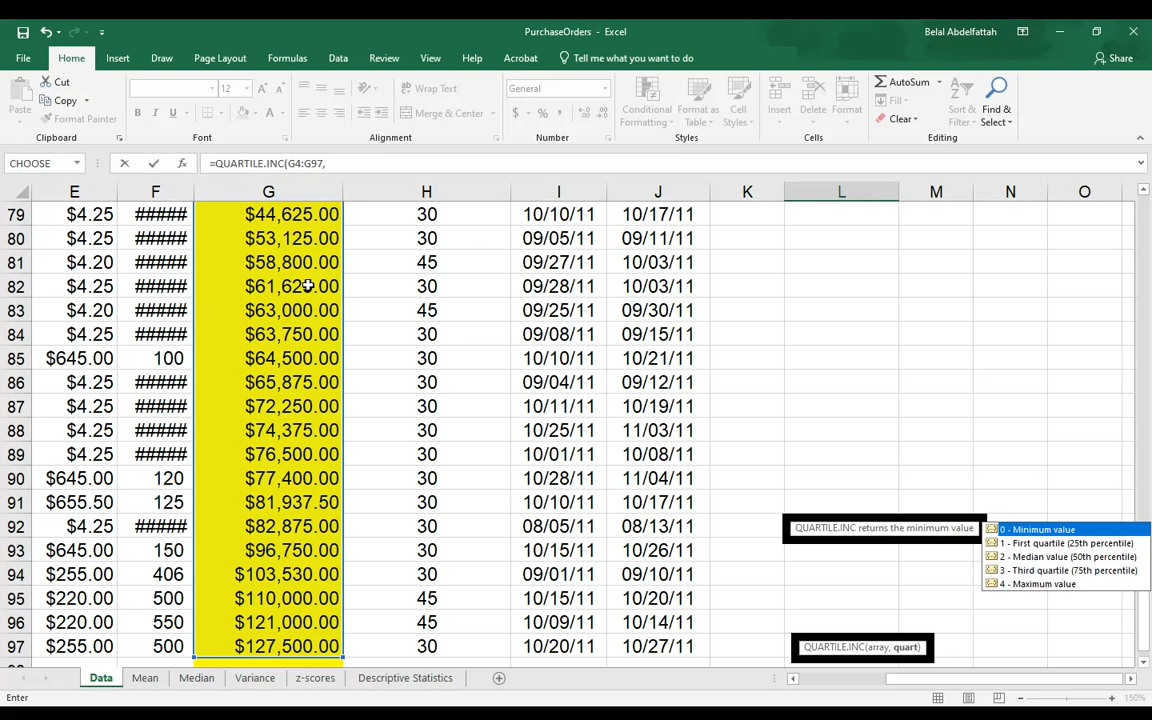 PurchaseOrders - Excel
Belal Abdelfattah
File Home Insert Draw Page Layout Formulas Data Review View Help Acrobat Tell me what you want to do Share
Paste Cut Copy Format Painter
12
B I U
Wrap Text
Merge & Center
General
$ % ,
Conditional Formatting Format as Table Cell Styles
Insert Delete Format
AutoSum Fill Clear
Sort & Filter Find & Select
Clipboard Font Alignment Number Styles Cells Editing
CHOOSE =QUARTILE.INC(G4:G97,
E F G H I J K L M N O
79 $4.25 ##### $44,625.00 30 10/10/11 10/17/11
80 $4.25 ##### $53,125.00 30 09/05/11 09/11/11
81 $4.20 ##### $58,800.00 45 09/27/11 10/03/11
82 $4.25 ##### $61,625.00 30 09/28/11 10/03/11
83 $4.20 ##### $63,000.00 45 09/25/11 09/30/11
84 $4.25 ##### $63,750.00 30 09/08/11 09/15/11
85 $645.00 100 $64,500.00 30 10/10/11 10/21/11
86 $4.25 ##### $65,875.00 30 09/04/11 09/12/11
87 $4.25 ##### $72,250.00 30 10/11/11 10/19/11
88 $4.25 ##### $74,375.00 30 10/25/11 11/03/11
89 $4.25 ##### $76,500.00 30 10/01/11 10/08/11
90 $645.00 120 $77,400.00 30 10/28/11 11/04/11
91 $655.50 125 $81,937.50 30 10/10/11 10/17/11
92 $4.25 ##### $82,875.00 30 08/05/11 08/13/11
QUARTILE.INC returns the minimum value
0 - Minimum value
1 - First quartile (25th percentile)
2 - Median value (50th percentile)
3 - Third quartile (75th percentile)
4 - Maximum value
93 $645.00 150 $96,750.00 30 10/15/11 10/26/11
94 $255.00 406 $103,530.00 30 09/01/11 09/10/11
95 $220.00 500 $110,000.00 45 10/15/11 10/20/11
96 $220.00 550 $121,000.00 45 10/09/11 10/14/11
97 $255.00 500 $127,500.00 30 10/20/11 10/27/11
QUARTILE.INC(array, quart)
Data Mean Median Variance z-scores Descriptive Statistics
Enter 150%